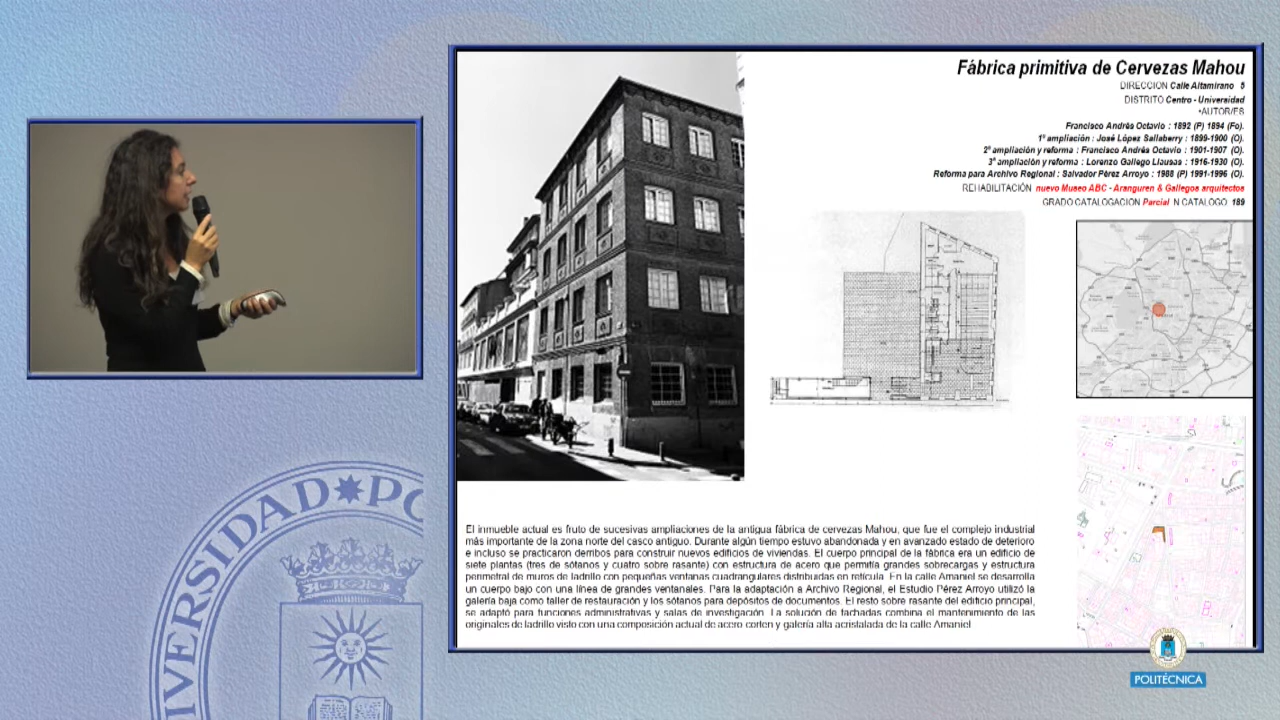 Fábrica primitiva de Cervezas Mahou
DIRECCION Calle Altamirano 5
DISTRITO Centro - Univeraidad
•AUTOR/ES
Francisco Andrés Octavio : 1892 (P) 1894 (Fo).
1ª ampliación : José López Sallaberry : 1899-1900 (O).
2ª ampliación y reforma : Francisco Andrés Octavio : 1901-1907 (O).
3ª ampliación y reforma : Lorenzo Gallego Llausas : 1916-1930 (O).
Reforma para Archivo Regional : Salvador Pérez Arroyo : 1988 (P) 1991-1996 (O).
REHABILITACIÓN nuevo Museo ABC - Aranguren & Gallegos arquitectos
GRADO CATALOGACION Parcial N CATALOGO 189
El inmueble actual es fruto de sucesivas ampliaciones de la antigua fábrica de cervezas Mahou, que fue el complejo industrial
más importante de la zona norte del casco antiguo. Durante algún tiempo estuvo abandonada y en avanzado estado de deterioro
e incluso se practicaron derribos para construir nuevos edificios de viviendas. El cuerpo principal de la fábrica era un edificio de
siete plantas (tres de sótanos y cuatro sobre rasante) con estructura de acero que permitía grandes sobrecargas y estructura
perimetral de muros de ladrillo con pequeñas ventanas cuadrangulares distribuidas en retícula. En la calle Amaniel se desarrolla
un cuerpo bajo con una línea de grandes ventanales. Para la adaptación a Archivo Regional, el Estudio Pérez Arroyo utilizó la
galería baja como taller de restauración y los sótanos para depósitos de documentos. El resto sobre rasante del edificio principal,
se adaptó para funciones administrativas y salas de investigación. La solución de fachadas combina el mantenimiento de las
originales de ladrillo visto con una composición actual de acero corten y galería alta acristalada de la calle Amaniel
UNIVERSIDAD PO
POLITÉCNICA